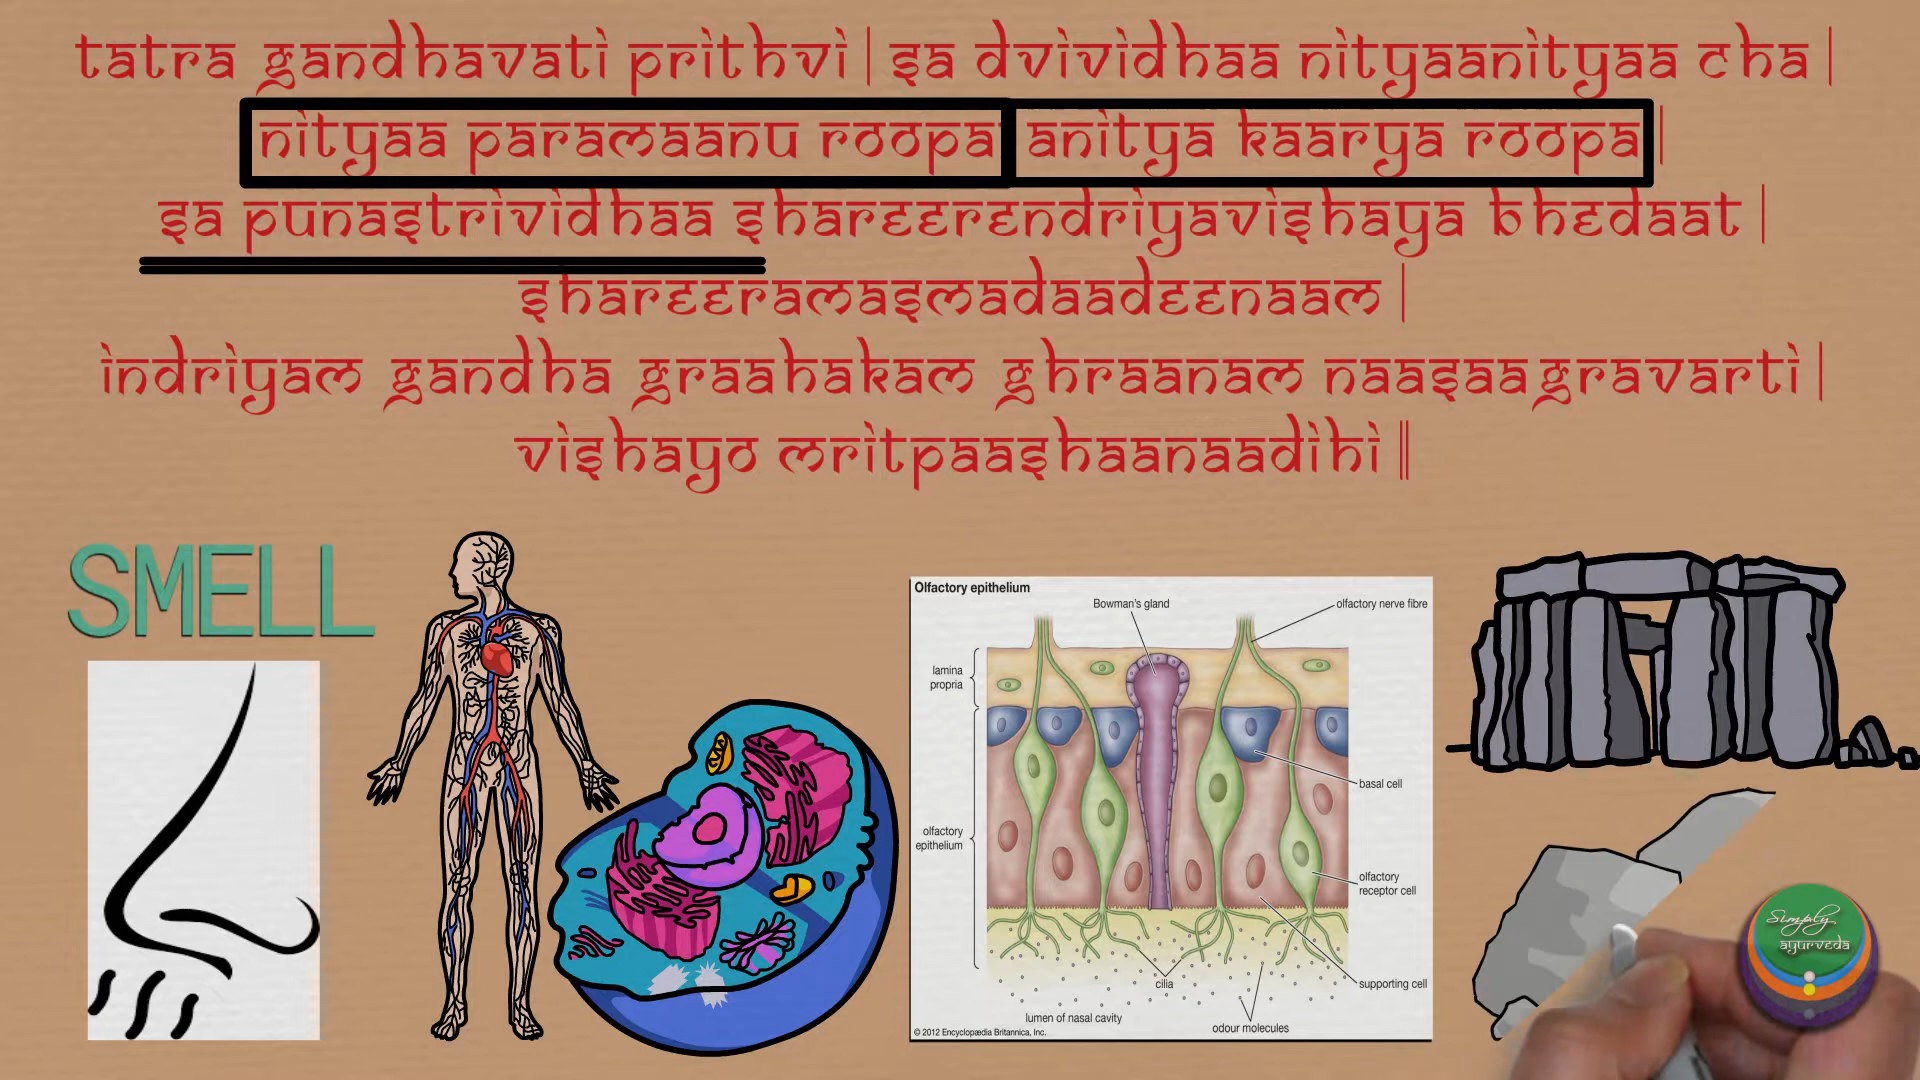 tatra gandhavati prithvi | sa dvividhaa nityaanityaa cha |
nityaa paramaanu roopa anitya kaarya roopa |
sa punastrividhaa shareerendriyavishaya bhedaat |
shareeramasmadaadeenaam |
indriyam gandha graahakam ghraanam naasaagravarti |
vishayo mritpaashaanaadihi ||
SMELL
Olfactory epithelium
Bowman's gland
olfactory nerve fibre
lamina
propria
basal cell
olfactory
epithelium
olfactory
receptor cell
cilia
supporting cell
lumen of nasal cavity
odour molecules
© 2012 Encyclopædia Britannica, Inc.
Simply
ayurveda